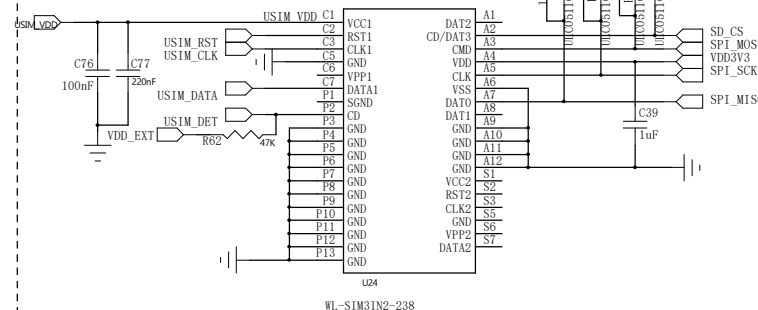 USIM_VDD
USIM_VDD C1
VCC1
C2
RST1
C3
CLK1
C5
GND
C6
VPP1
C7
DATA1
P1
SGND
P2
CD
P3
GND
P4
GND
P5
GND
P6
GND
P7
GND
P8
GND
P9
GND
P10
GND
P11
GND
P12
GND
P13
GND
USIM_RST
USIM_CLK
C76
100nF
C77
220nF
USIM_DATA
USIM_DET
VDD_EXT
R62
47K
A1
DAT2
A2
CD/DAT3
A3
CMD
A4
VDD
A5
CLK
A6
VSS
A7
DAT0
A8
DAT1
A9
GND
A10
GND
A11
GND
A12
GND
S1
VCC2
S2
RST2
S3
CLK2
S5
GND
S6
VPP2
S7
DATA2
SD_CS
SPI_MOS
VDD3V3
SPI_SCK
SPI_MIS
C39
1uF
U24
WL-SIM3IN2-238